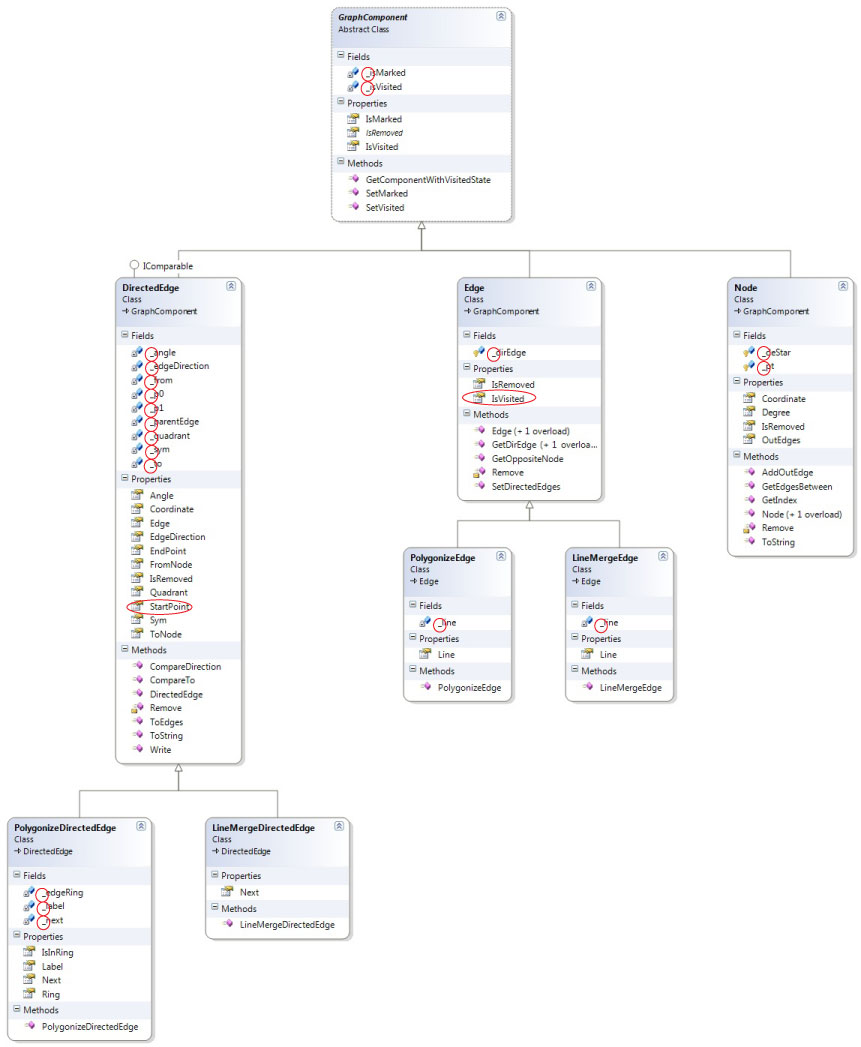 GraphComponent
Abstract Class
Fields
_isMarked
_isVisited
Properties
IsMarked
IsRemoved
IsVisited
Methods
GetComponentWithVisitedState
SetMarked
SetVisited
IComparable
DirectedEdge
Class
GraphComponent
Fields
_angle
_edgeDirection
_from
_p0
_p1
_parentEdge
_quadrant
_sym
_to
Properties
Angle
Coordinate
Edge
EdgeDirection
EndPoint
FromNode
IsRemoved
Quadrant
StartPoint
Sym
ToNode
Methods
CompareDirection
CompareTo
DirectedEdge
Remove
ToEdges
ToString
Write
Edge
Class
GraphComponent
Fields
_dirEdge
Properties
IsRemoved
IsVisited
Methods
Edge (+ 1 overload)
GetDirEdge (+ 1 overloa...
GetOppositeNode
Remove
SetDirectedEdges
Node
Class
GraphComponent
Fields
_deStar
_pt
Properties
Coordinate
Degree
IsRemoved
OutEdges
Methods
AddOutEdge
GetEdgesBetween
GetIndex
Node (+ 1 overload)
Remove
ToString
PolygonizeEdge
Class
Edge
Fields
_line
Properties
Line
Methods
PolygonizeEdge
LineMergeEdge
Class
Edge
Fields
_line
Properties
Line
Methods
LineMergeEdge
PolygonizeDirectedEdge
Class
DirectedEdge
Fields
_edgeRing
_label
_next
Properties
IsInRing
Label
Next
Ring
Methods
PolygonizeDirectedEdge
LineMergeDirectedEdge
Class
DirectedEdge
Properties
Next
Methods
LineMergeDirectedEdge